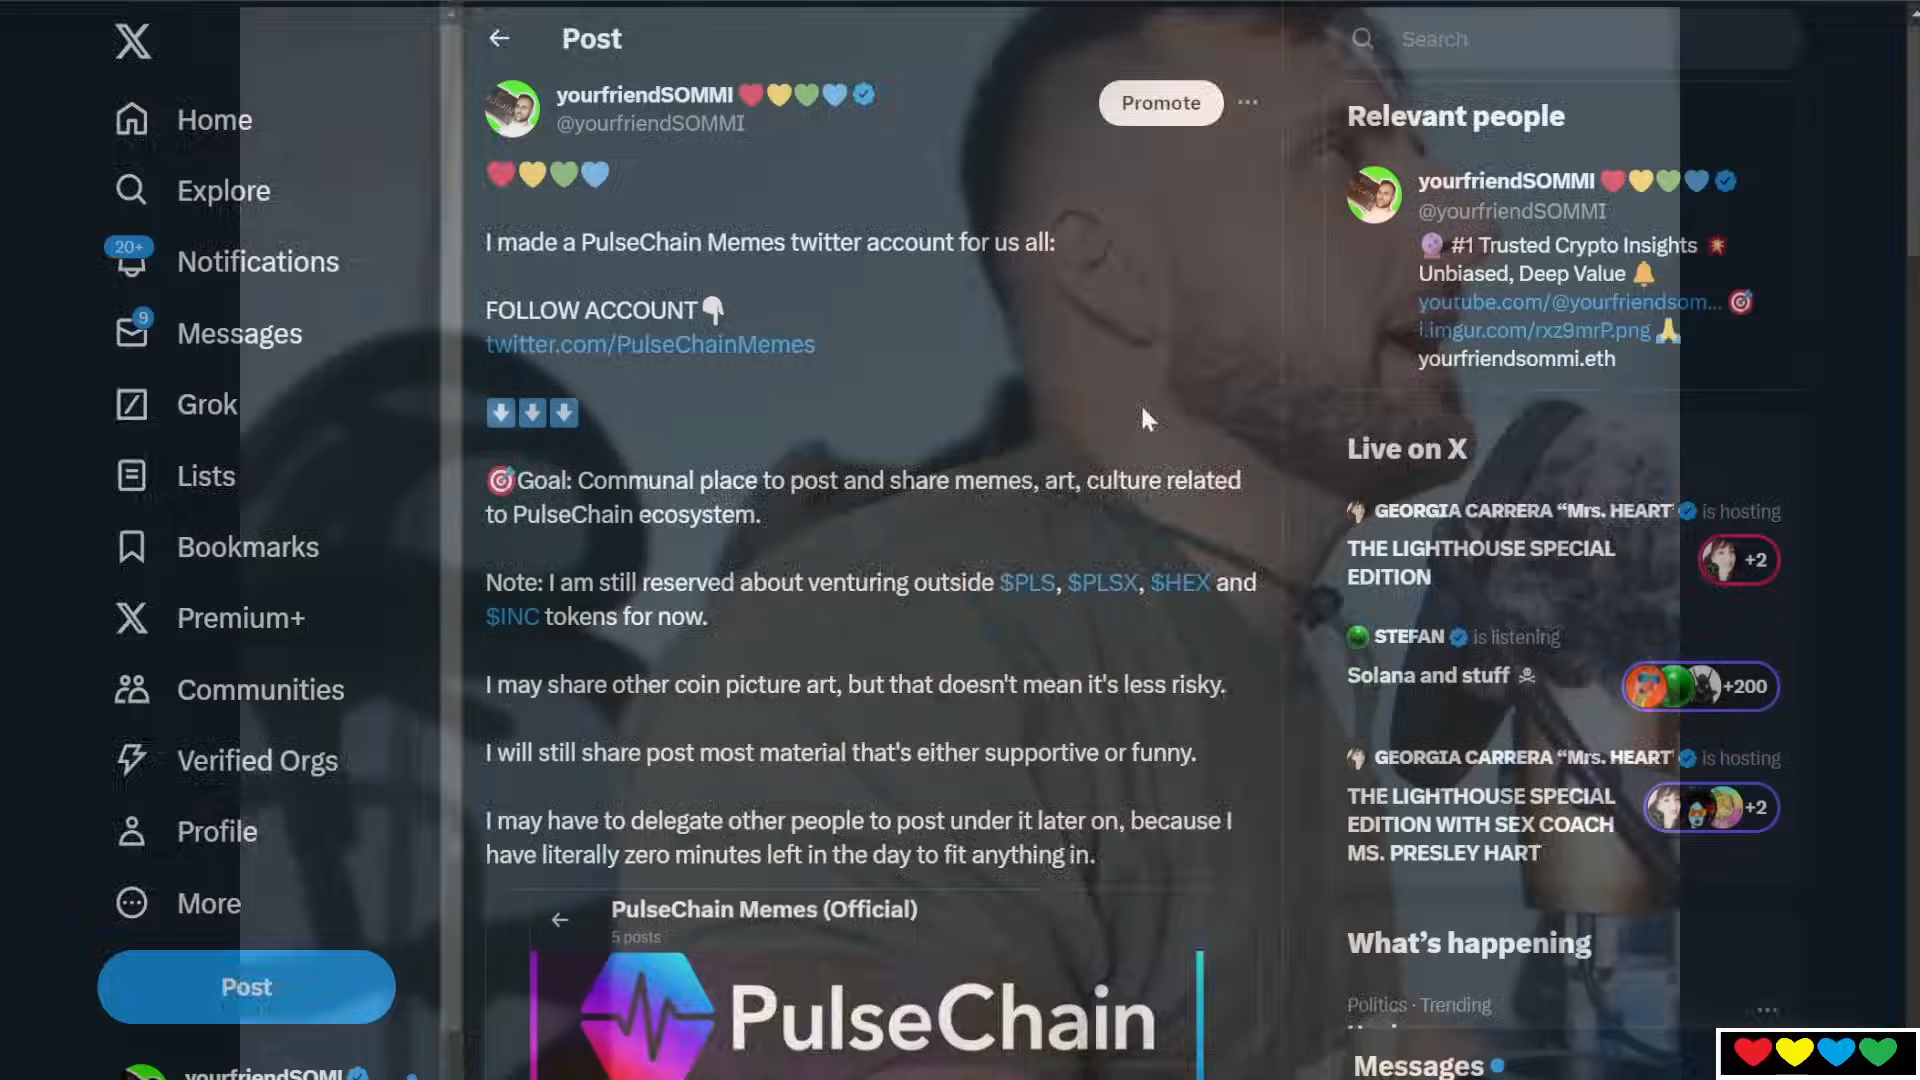 Home
Explore
20+
Notifications
9
Messages
Grok
Lists
Bookmarks
Premium+
Communities
Verified Orgs
Profile
More
Post
yourfriendSOMMI
Post
yourfriendSOMMI
@yourfriendSOMMI
Promote
I made a PulseChain Memes twitter account for us all:
FOLLOW ACCOUNT👇
twitter.com/PulseChainMemes
⬇️⬇️⬇️
🎯Goal: Communal place to post and share memes, art, culture related
to PulseChain ecosystem.
Note: I am still reserved about venturing outside $PLS, $PLSX, $HEX and
$INC tokens for now.
I may share other coin picture art, but that doesn't mean it's less risky.
I will still share post most material that's either supportive or funny.
I may have to delegate other people to post under it later on, because I
have literally zero minutes left in the day to fit anything in.
PulseChain Memes (Official)
5 posts
PulseChain
Search
Relevant people
yourfriendSOMMI
@yourfriendSOMMI
🔮 #1 Trusted Crypto Insights 💥
Unbiased, Deep Value 🔔
youtube.com/@yourfriendsom... 🎯
i.imgur.com/rxz9mrP.png 🙏
yourfriendsommi.eth
Live on X
GEORGIA CARRERA “Mrs. HEART is hosting
THE LIGHTHOUSE SPECIAL
EDITION
+2
STEFAN is listening
Solana and stuff ☠
+200
GEORGIA CARRERA “Mrs. HEART is hosting
THE LIGHTHOUSE SPECIAL
EDITION WITH SEX COACH
MS. PRESLEY HART
+2
What’s happening
Politics · Trending
Messages